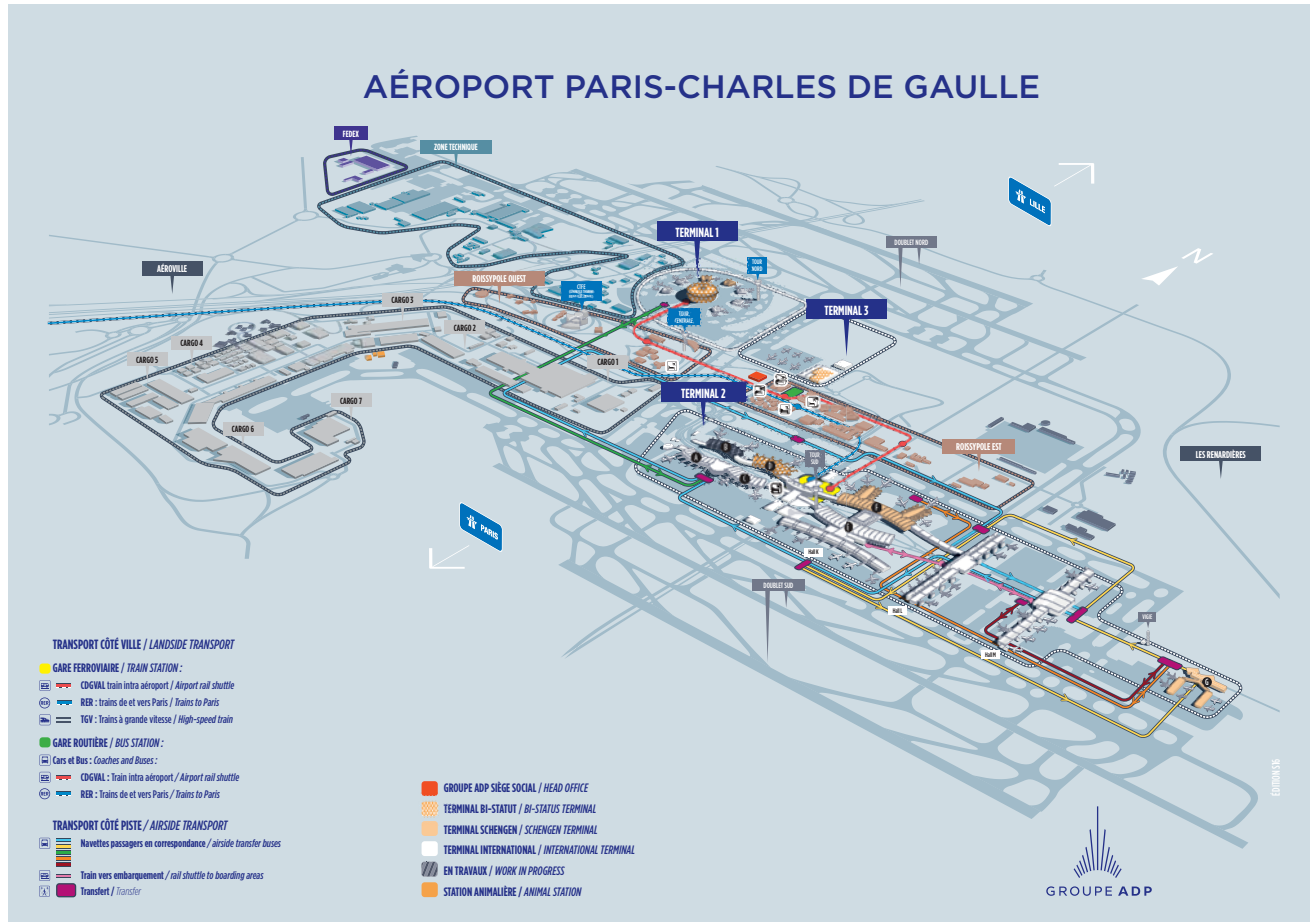 AÉROPORT PARIS-CHARLES DE GAULLE
FEDEX
ZONE TECHNIQUE
LILLE
TERMINAL 1
DOUBLET NORD
N
AÉROVILLE
ROISSYPOLE OUEST
TOUR
NORD
CARGO 3
TERMINAL 3
TOUR
CENTRALE
CARGO 2
CARGO 4
CARGO 5
CARGO 1
TERMINAL 2
CARGO 7
CARGO 6
ROISSYPOLE EST
LES RENARDIÈRES
TOUR
SUD
A
B
C
D
E
F
PARIS
Hall K
DOUBLET SUD
Hall L
VIGIE
Hall M
G
TRANSPORT CÔTÉ VILLE / LANDSIDE TRANSPORT
GARE FERROVIAIRE / TRAIN STATION :
CDGVAL train intra aéroport / Airport rail shuttle
RER RER : trains de et vers Paris / Trains to Paris
TGV : Trains à grande vitesse / High-speed train
GARE ROUTIÈRE / BUS STATION :
Cars et Bus : Coaches and Buses :
CDGVAL : Train intra aéroport / Airport rail shuttle
RER RER : Trains de et vers Paris / Trains to Paris
TRANSPORT CÔTÉ PISTE / AIRSIDE TRANSPORT
Navettes passagers en correspondance / airside transfer buses
Train vers embarquement / rail shuttle to boarding areas
Transfert / Transfer
GROUPE ADP SIÈGE SOCIAL / HEAD OFFICE
TERMINAL BI-STATUT / BI-STATUS TERMINAL
TERMINAL SCHENGEN / SCHENGEN TERMINAL
TERMINAL INTERNATIONAL / INTERNATIONAL TERMINAL
EN TRAVAUX / WORK IN PROGRESS
STATION ANIMALIÈRE / ANIMAL STATION
ÉDITIONS 16
GROUPE ADP